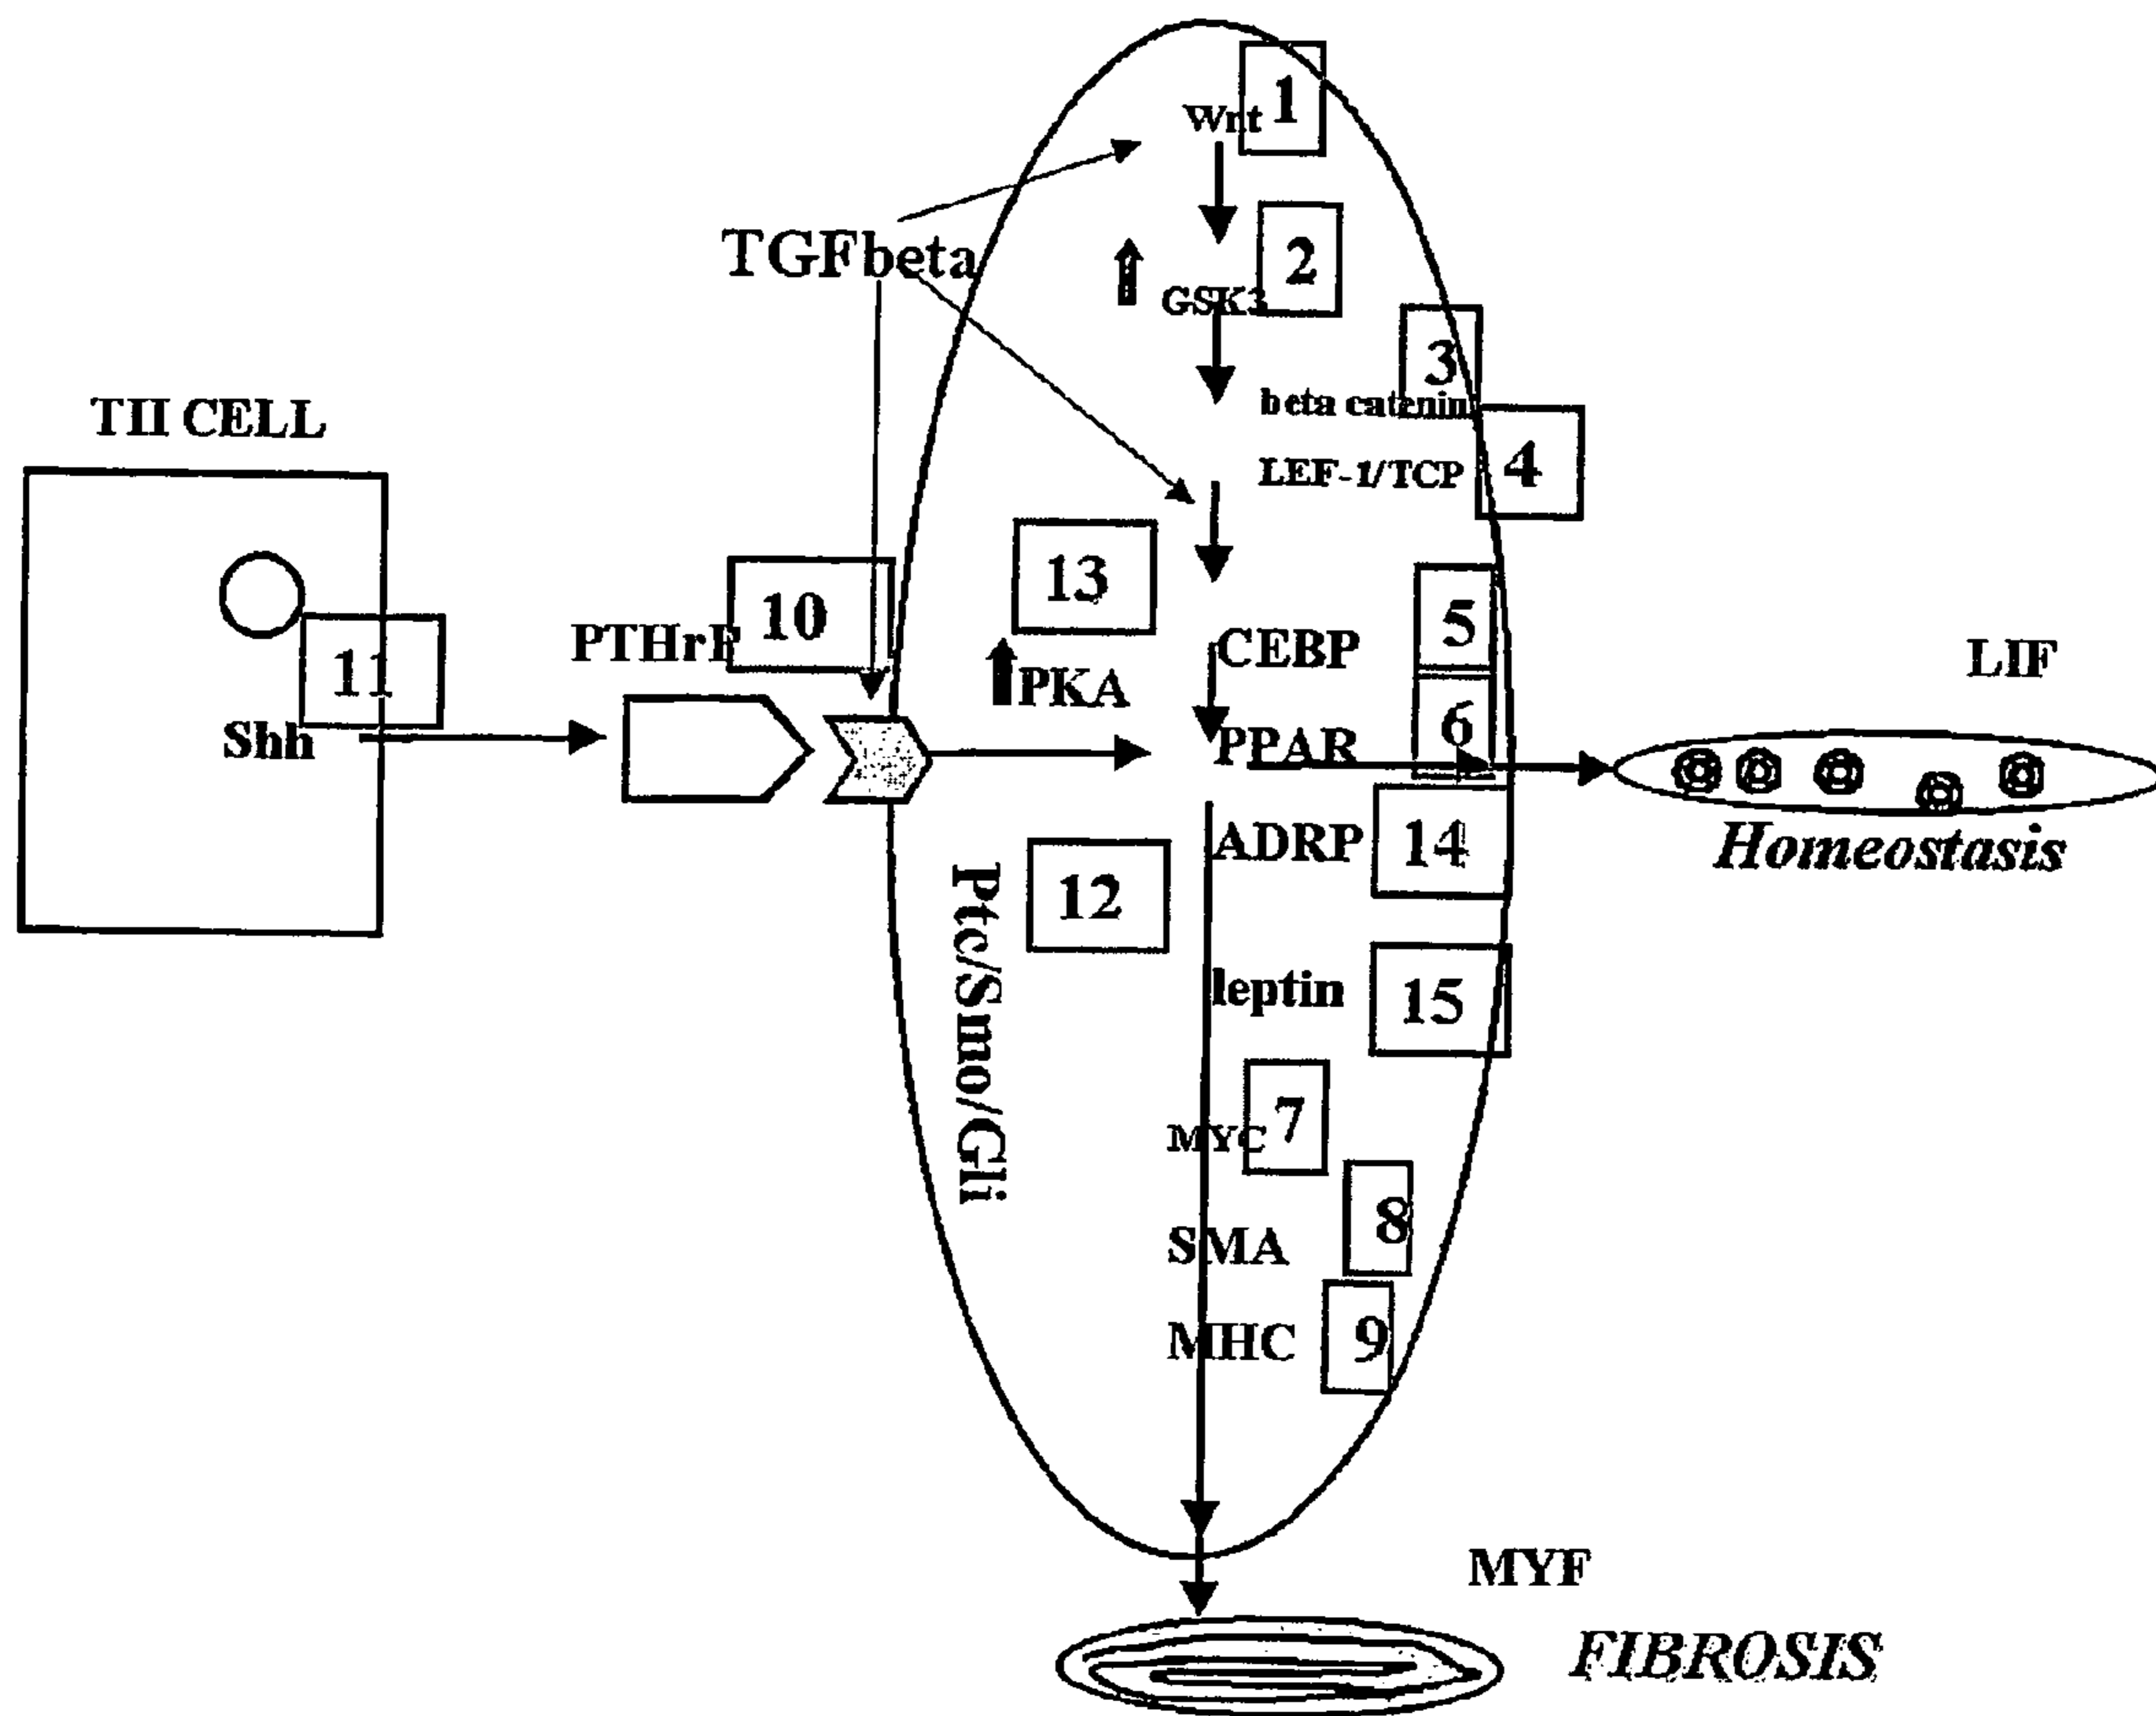 1
Wnt
TGFbeta
2
GSK3
3
beta catenin
TII CELL
LEF-1/TCP
4
13
10
5
PTHrP
CEBP
LIF
11
PKA
6
Shh
PPAR
ADRP
14
Homeostasis
12
Ptc/Smo/Gli
leptin
15
7
MYC
8
SMA
MHC
9
MYF
FIBROSIS